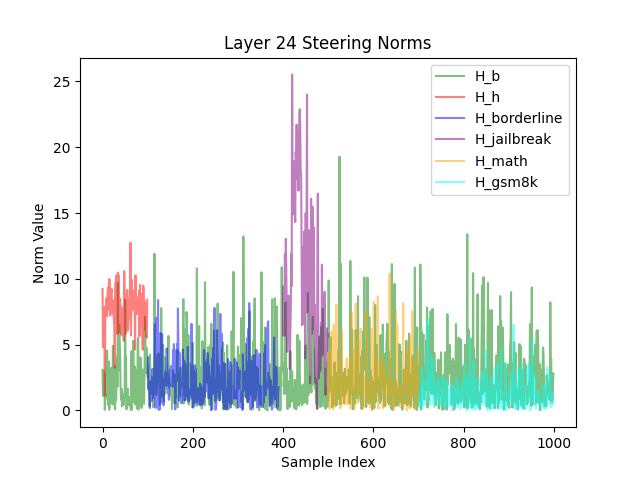 Layer 24 Steering Norms
25
20
15
10
5
0
Norm Value
0
200
400
600
800
1000
Sample Index
H_b
H_h
H_borderline
H_jailbreak
H_math
H_gsm8k